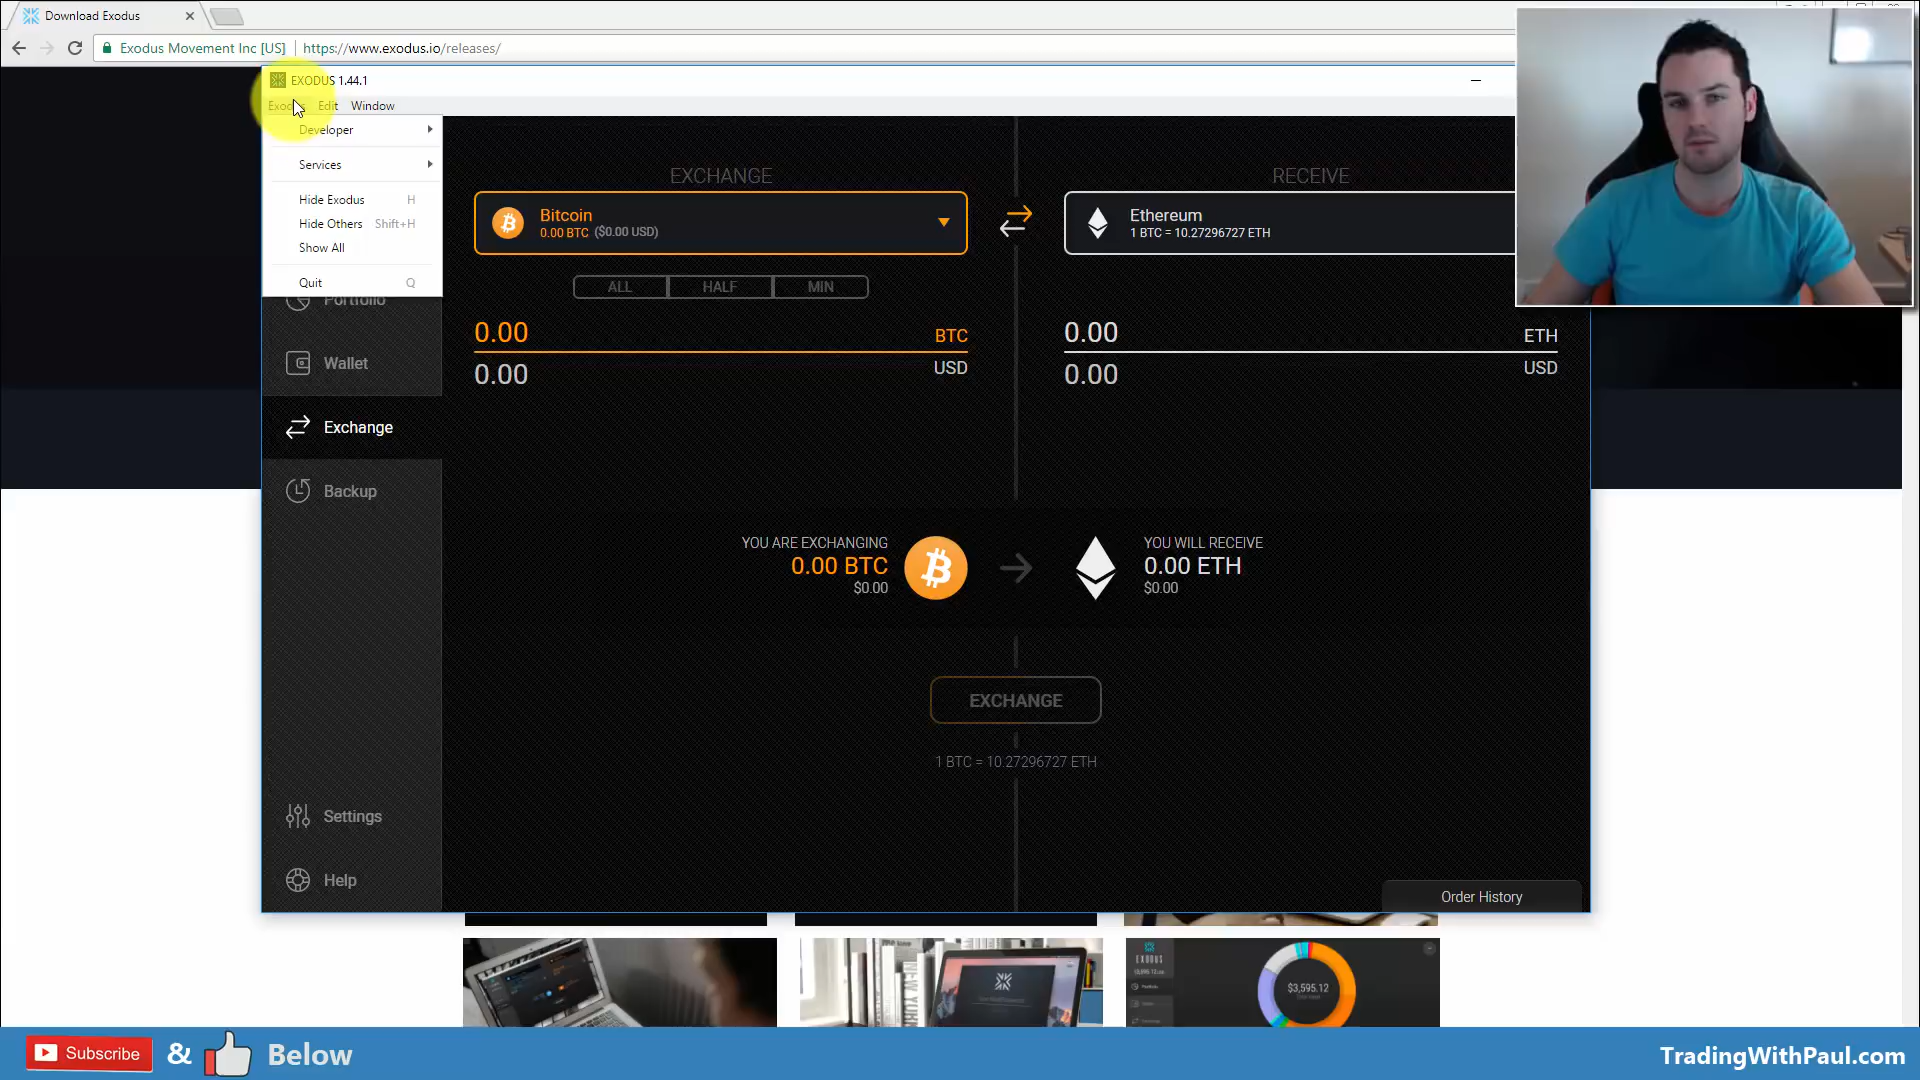 Download Exodus
Exodus Movement Inc [US] https://www.exodus.io/releases/
EXODUS 1.44.1
Exodus Edit Window
Developer
Services
Hide Exodus H
Hide Others Shift+H
Show All
Quit Q
Portfolio
Wallet
Exchange
Backup
Settings
Help
EXCHANGE
Bitcoin
0.00 BTC ($0.00 USD)
ALL HALF MIN
0.00 BTC
0.00 USD
RECEIVE
Ethereum
1 BTC = 10.27296727 ETH
0.00 ETH
0.00 USD
YOU ARE EXCHANGING
0.00 BTC
$0.00
YOU WILL RECEIVE
0.00 ETH
$0.00
EXCHANGE
1 BTC = 10.27296727 ETH
Order History
EXODUS
$3,595.12
Subscribe & Below
TradingWithPaul.com